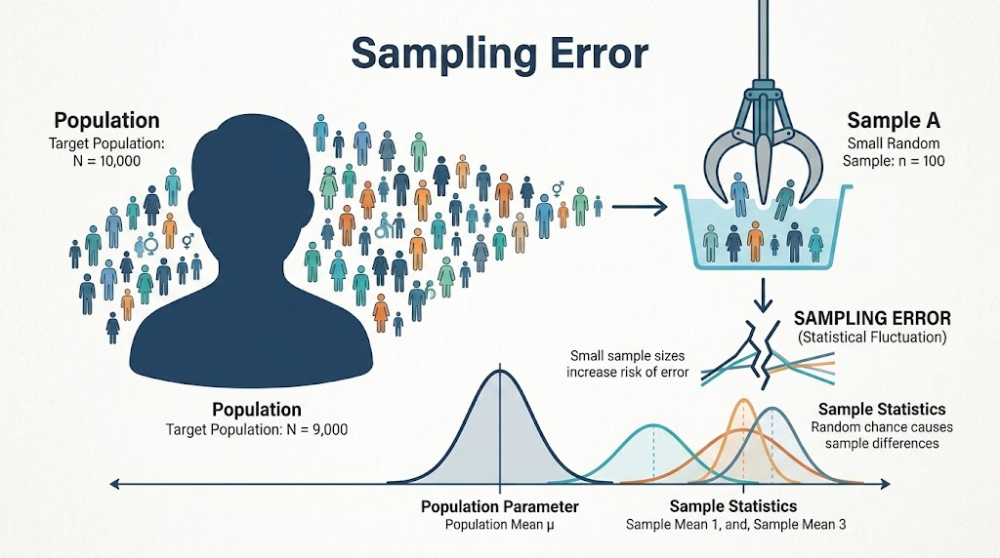 Sampling Error
Population
Target Population:
N = 10,000
Sample A
Small Random
Sample: n = 100
SAMPLING ERROR
(Statistical Fluctuation)
Small sample sizes
increase risk of error
Population
Target Population: N = 9,000
Sample Statistics
Random chance causes
sample differences
Population Parameter
Population Mean μ
Sample Statistics
Sample Mean 1, and, Sample Mean 3